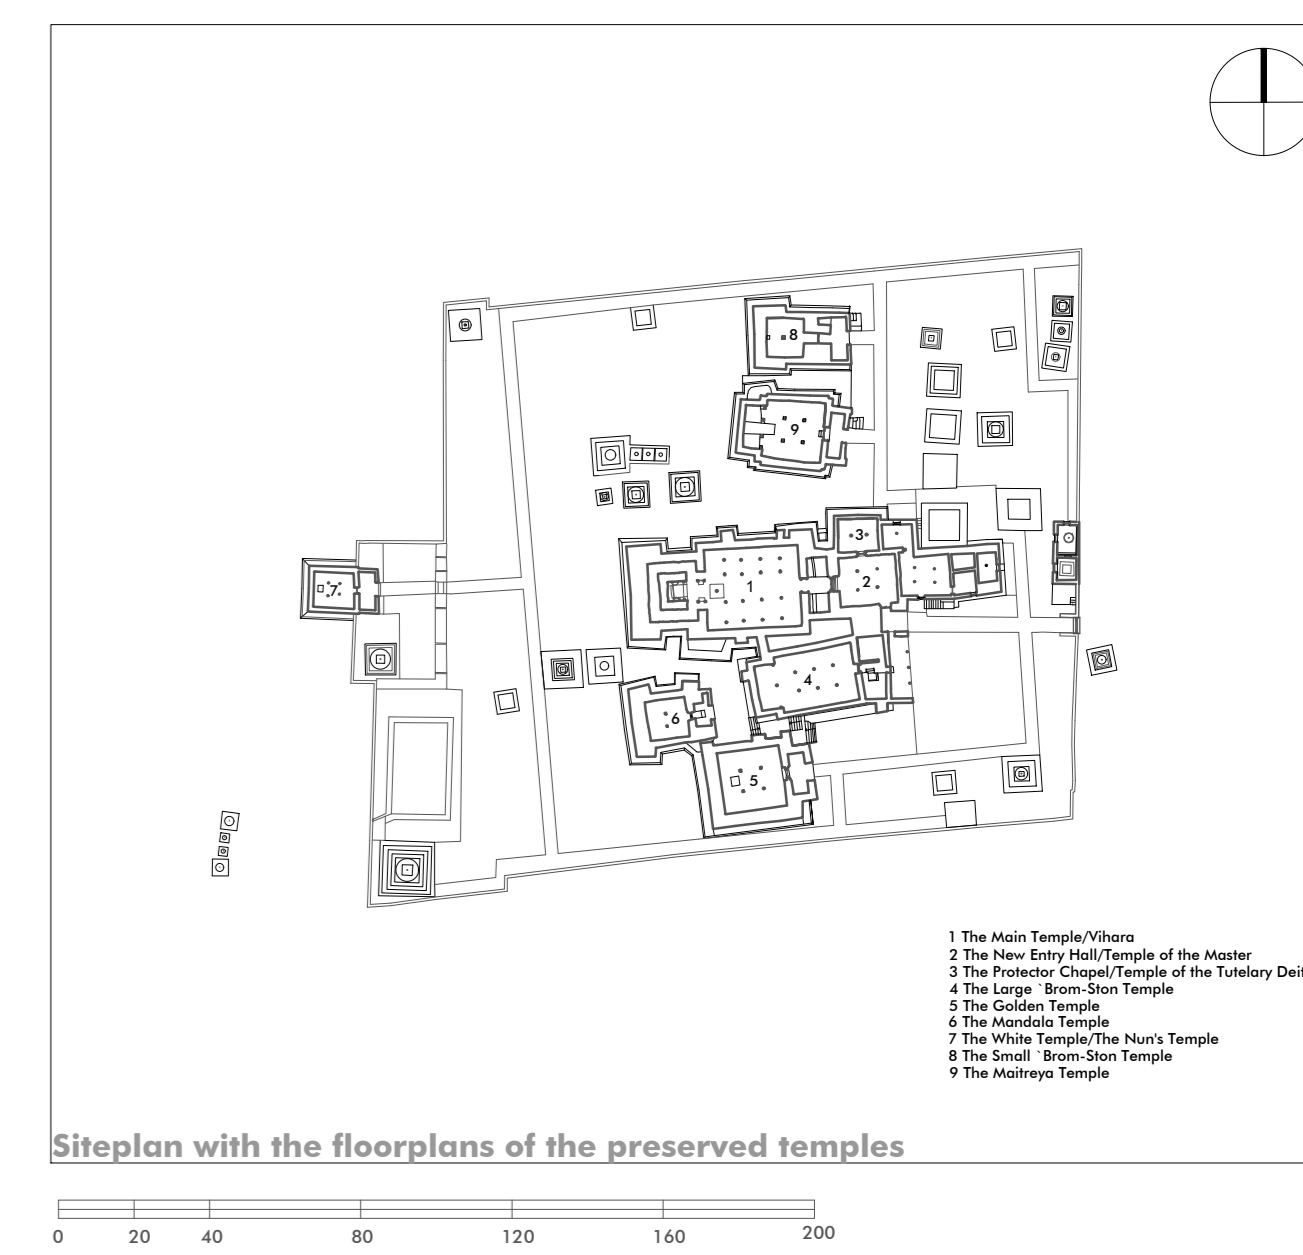 8
9
3
1
2
7
4
6
5
1 The Main Temple/Vihara
2 The New Entry Hall/Temple of the Master
3 The Protector Chapel/Temple of the Tutelary Deit
4 The Large `Brom-Ston Temple
5 The Golden Temple
6 The Mandala Temple
7 The White Temple/The Nun's Temple
8 The Small `Brom-Ston Temple
9 The Maitreya Temple
Siteplan with the floorplans of the preserved temples
0 20 40 80 120 160 200